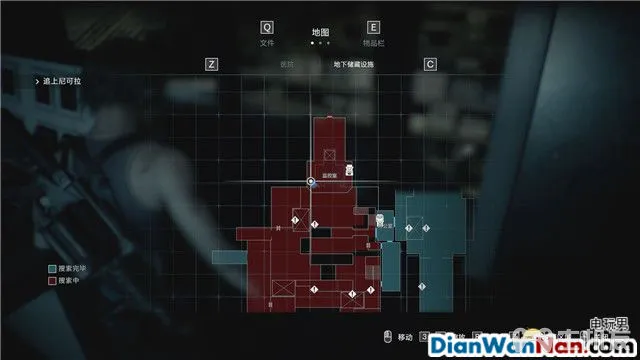 Q E
地图
文件 物品栏
Z C
医院 地下储藏设施
追上尼可拉
监控室
搜索完毕
搜索中
移动
电玩男
DianWanNan.com